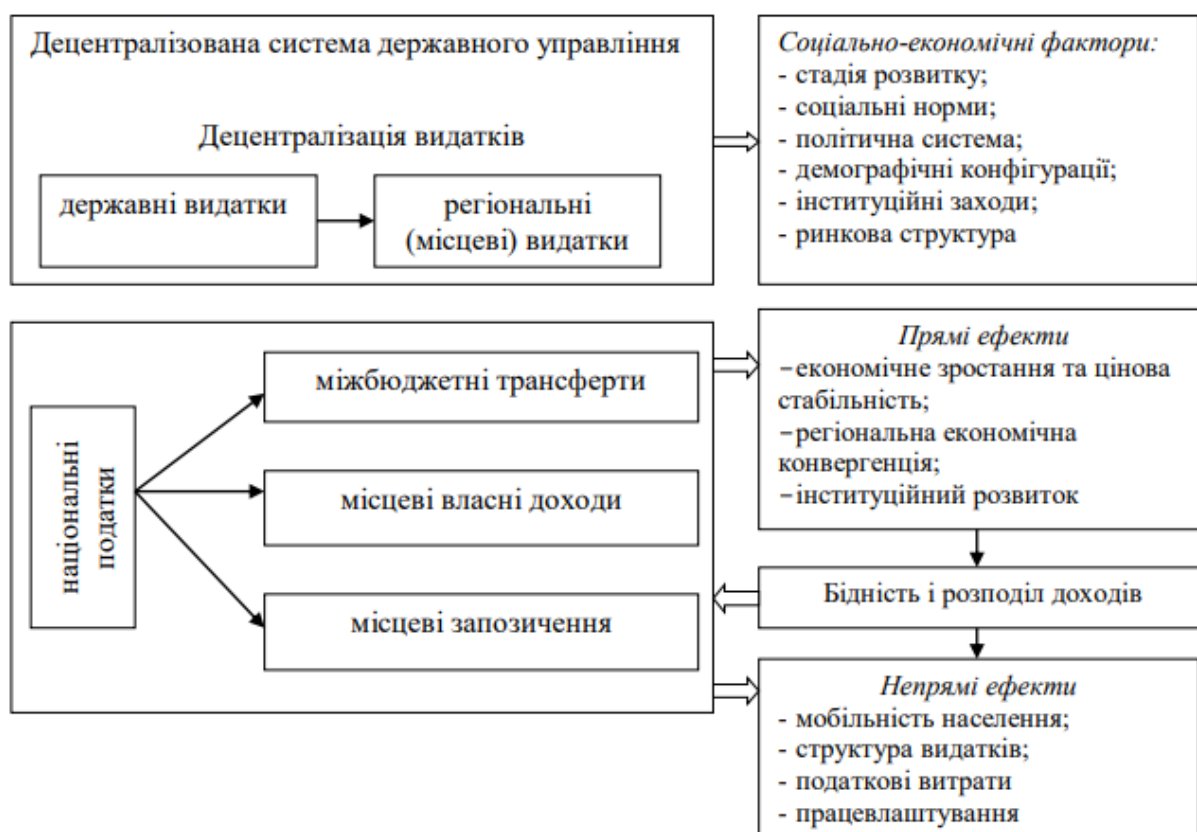 Децентралізована система державного управління
Децентралізація видатків
державні видатки
регіональні
(місцеві) видатки
Соціально-економічні фактори:
- стадія розвитку;
- соціальні норми;
- політична система;
- демографічні конфігурації;
- інституційні заходи;
- ринкова структура
національні
податки
міжбюджетні трансферти
місцеві власні доходи
місцеві запозичення
Прямі ефекти
−економічне зростання та цінова
стабільність;
−регіональна економічна
конвергенція;
−інституційний розвиток
Бідність і розподіл доходів
Непрямі ефекти
- мобільність населення;
- структура видатків;
- податкові витрати
- працевлаштування